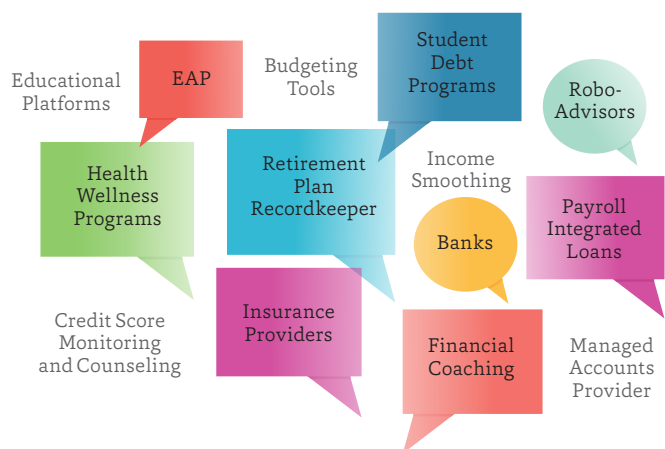 Educational
Platforms
EAP
Budgeting
Tools
Student
Debt
Programs
Robo-
Advisors
Health
Wellness
Programs
Retirement
Plan
Recordkeeper
Income
Smoothing
Banks
Payroll
Integrated
Loans
Credit Score
Monitoring
and Counseling
Insurance
Providers
Financial
Coaching
Managed
Accounts
Provider